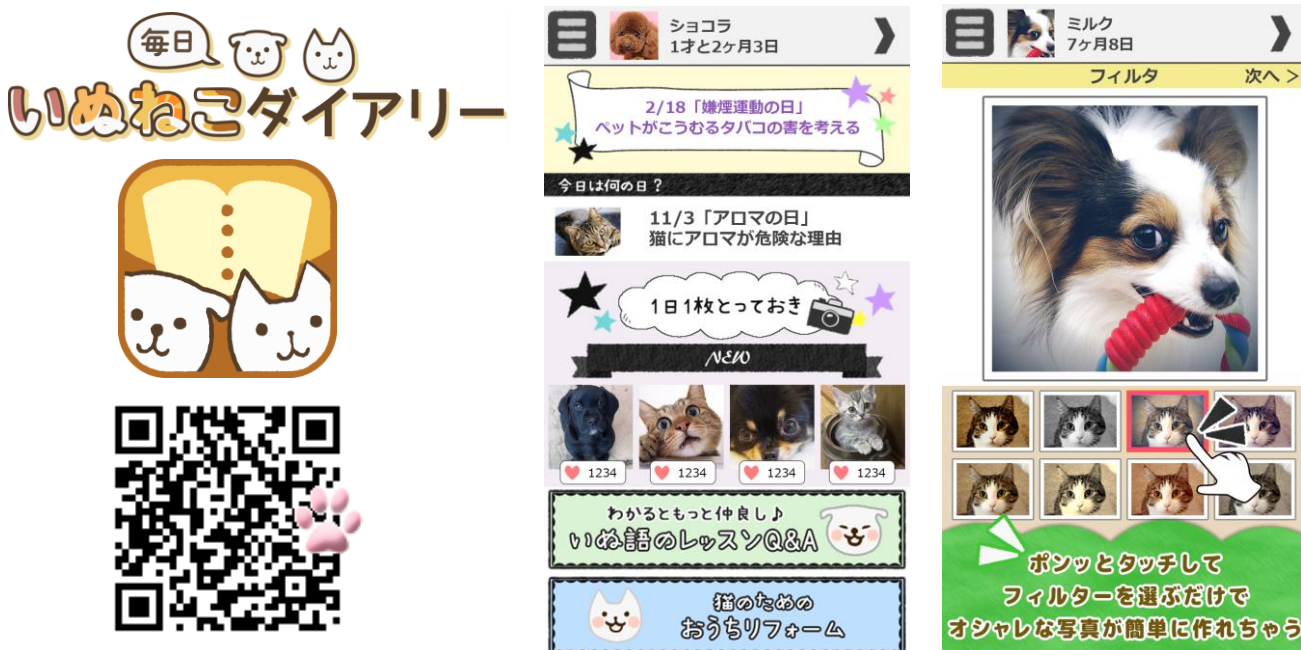 毎日
いぬねこダイアリー
ショコラ
1才と2ヶ月3日
2/18「嫌煙運動の日」
ペットがこうむるタバコの害を考える
今日は何の日?
11/3「アロマの日」
猫にアロマが危険な理由
1日1枚とっておき
NEW
1234
1234
1234
1234
わかるともっと仲良し♪
いぬ語のレッスンQ&A
猫のための
おうちリフォーム
ミルク
7ヶ月8日
フィルタ 次へ >
ポンッとタッチして
フィルターを選ぶだけで
オシャレな写真が簡単に作れちゃう